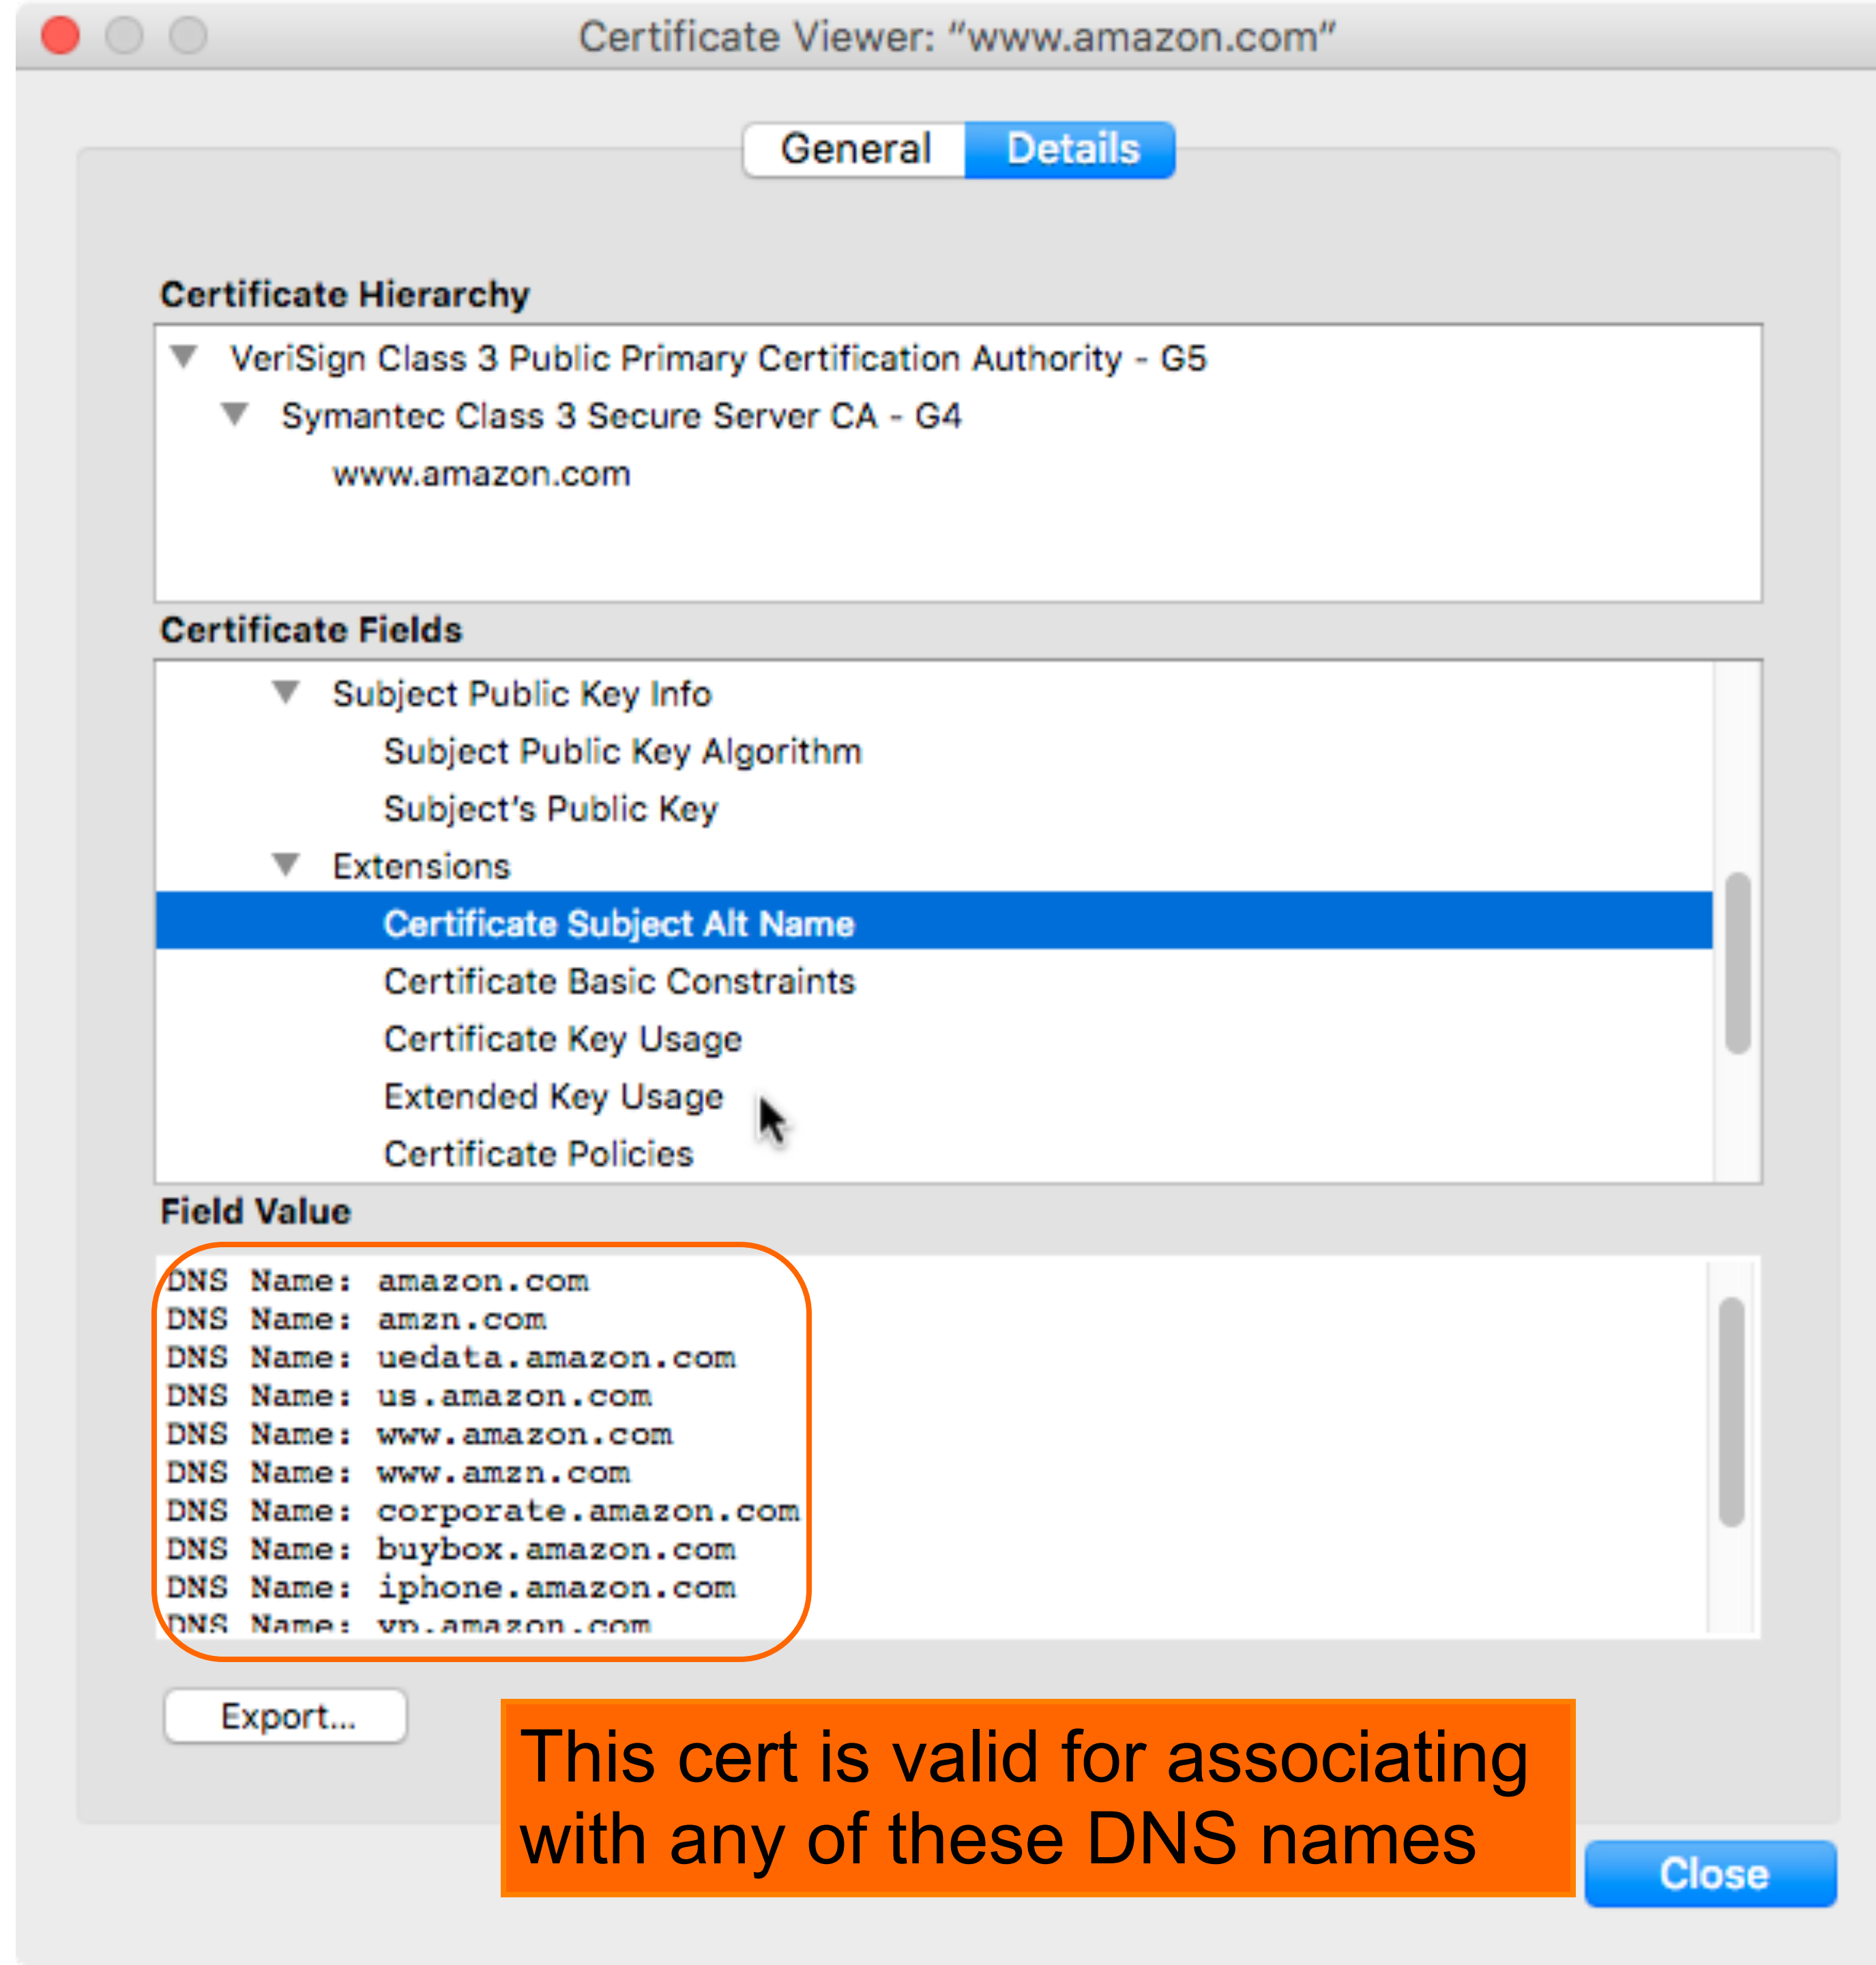 Certificate Viewer: “www.amazon.com”
General Details
Certificate Hierarchy
VeriSign Class 3 Public Primary Certification Authority - G5
Symantec Class 3 Secure Server CA - G4
www.amazon.com
Certificate Fields
Subject Public Key Info
Subject Public Key Algorithm
Subject’s Public Key
Extensions
Certificate Subject Alt Name
Certificate Basic Constraints
Certificate Key Usage
Extended Key Usage
Certificate Policies
Field Value
DNS Name: amazon.com
DNS Name: amzn.com
DNS Name: uedata.amazon.com
DNS Name: us.amazon.com
DNS Name: www.amazon.com
DNS Name: www.amzn.com
DNS Name: corporate.amazon.com
DNS Name: buybox.amazon.com
DNS Name: iphone.amazon.com
DNS Name: yp.amazon.com
Export...
This cert is valid for associating
with any of these DNS names
Close